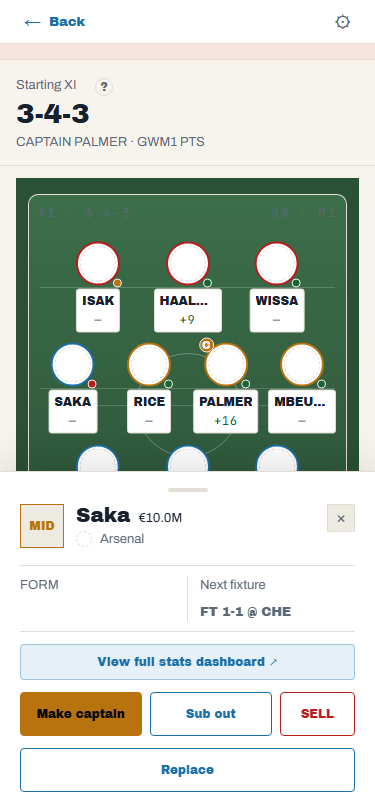 ← Back
Starting XI ?
3-4-3
CAPTAIN PALMER · GWM1 PTS
XI · 3-4-3 GW · M1
ISAK HAAL... WISSA
– +9 –
C
SAKA RICE PALMER MBEU...
– – +16 –
MID Saka €10.0M ×
Arsenal
FORM Next fixture
FT 1-1 @ CHE
View full stats dashboard ↗
Make captain Sub out SELL
Replace